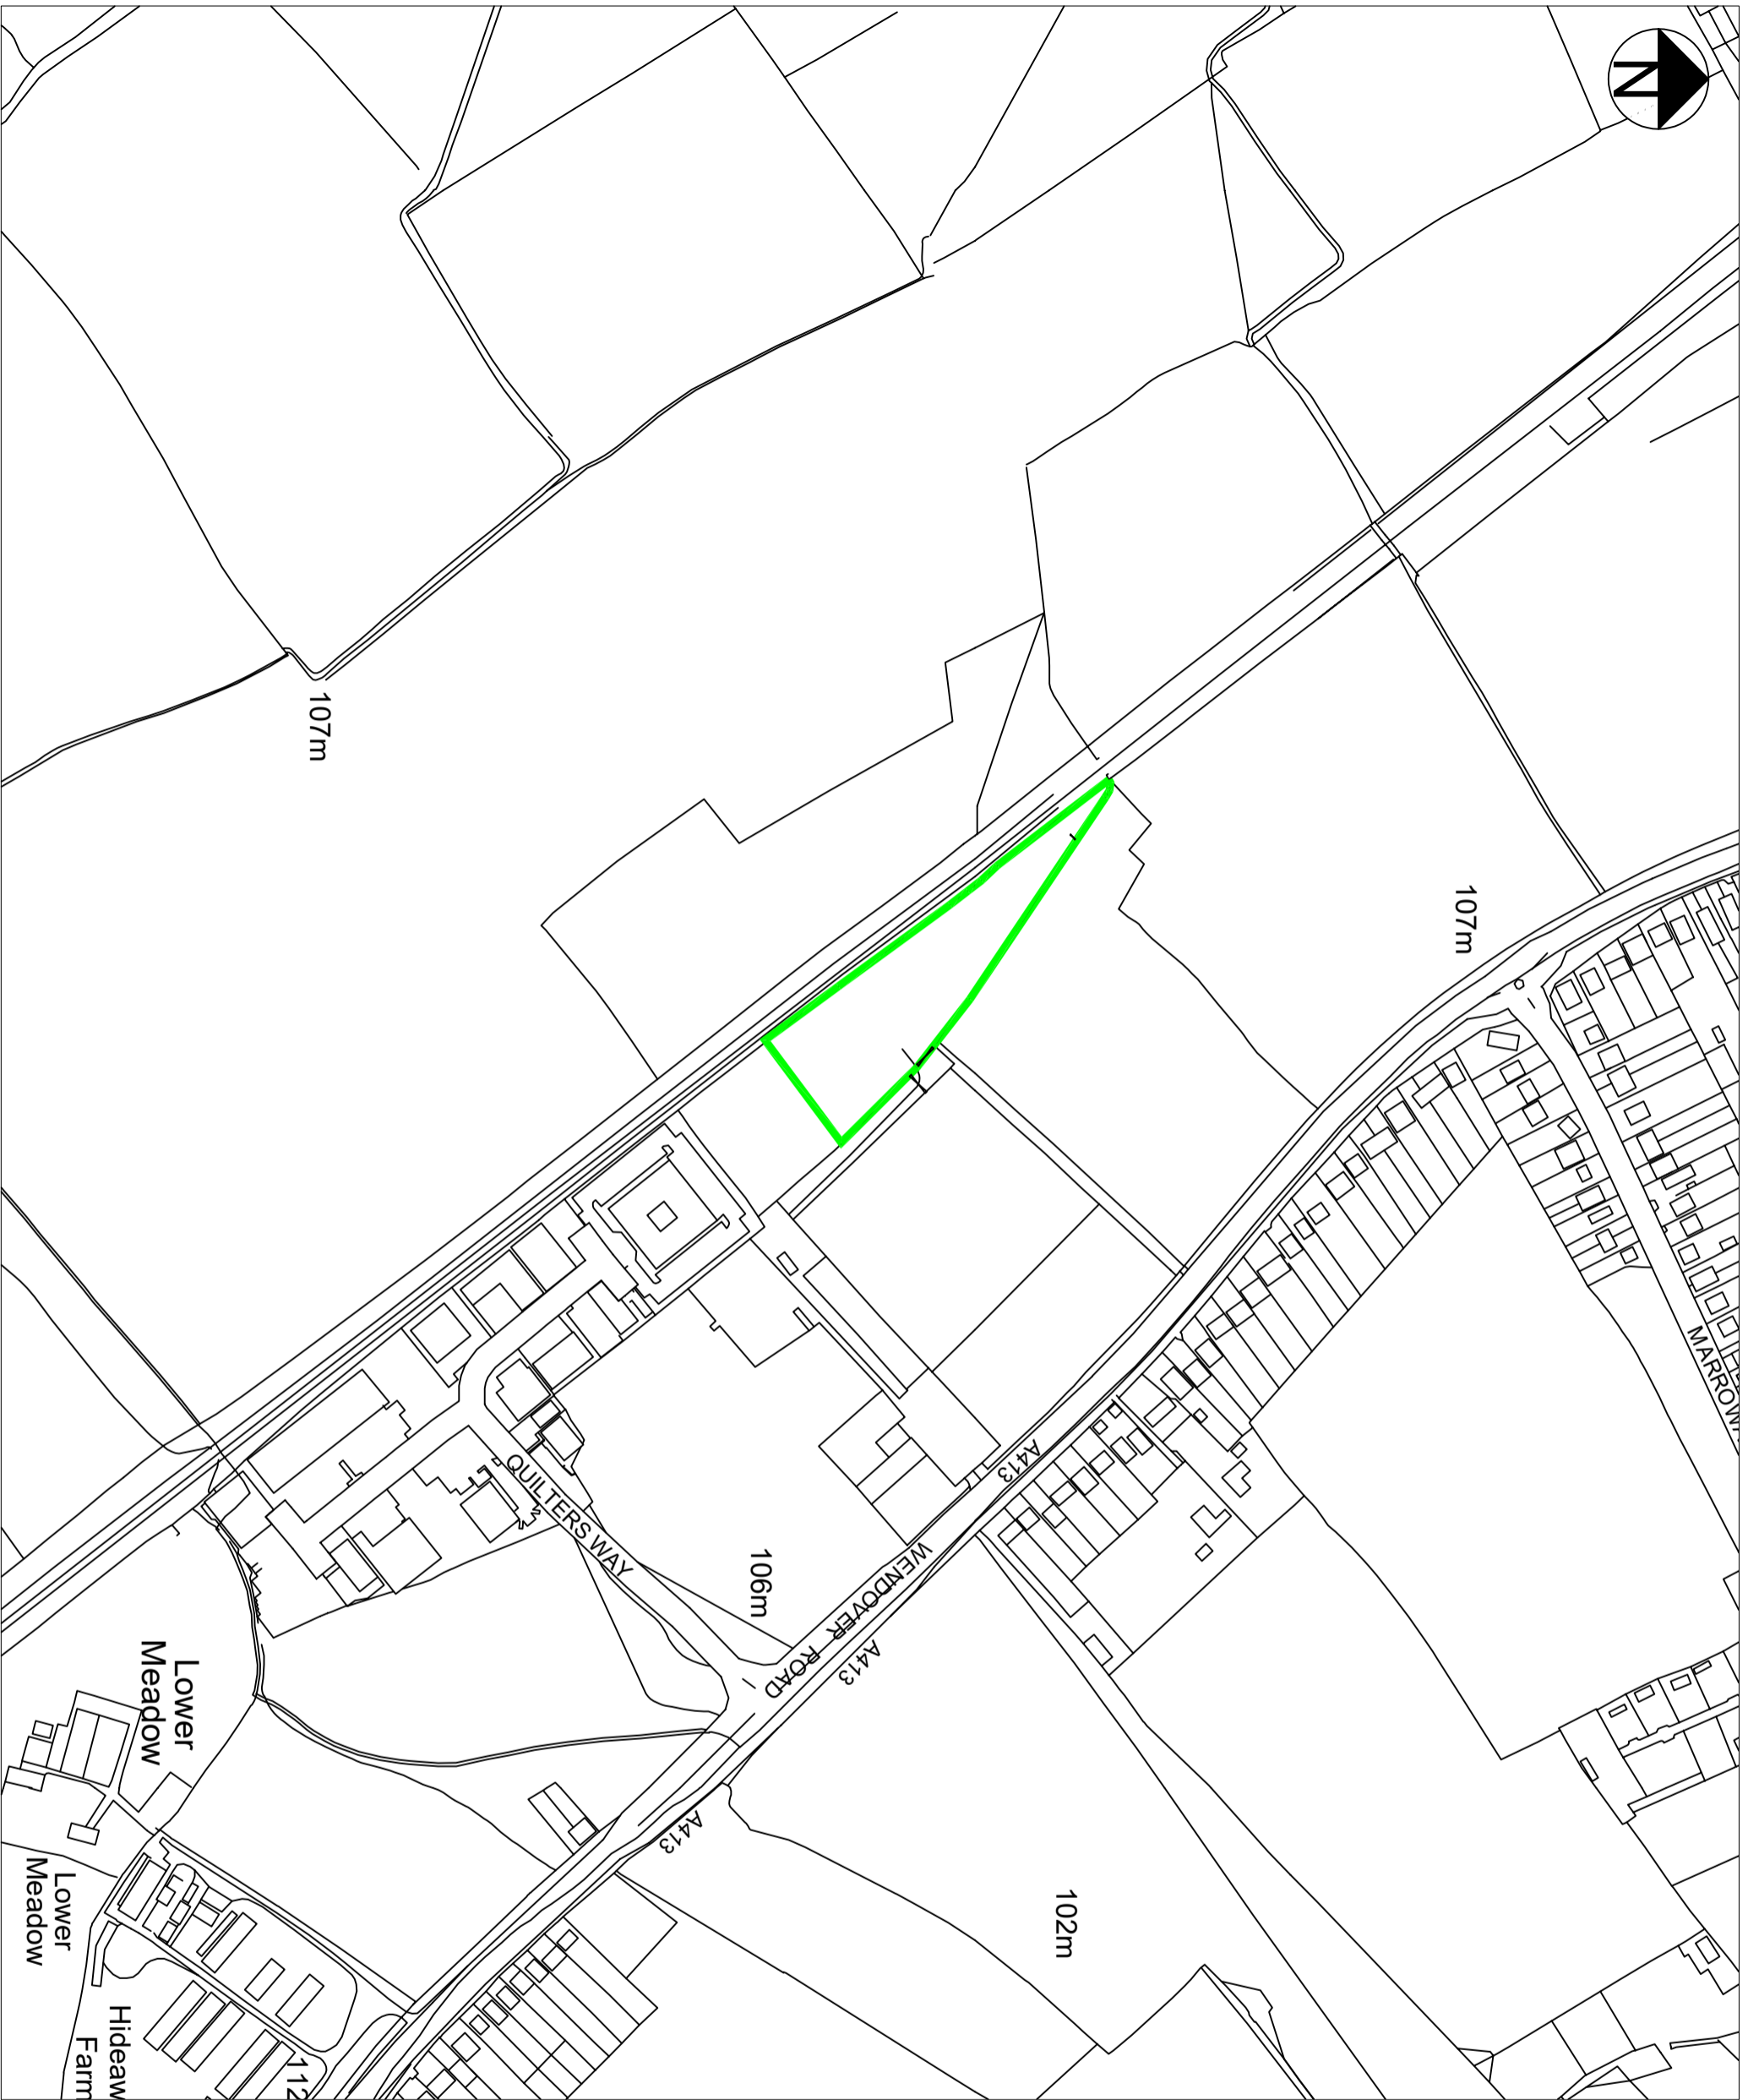 N
107m
107m
MARROW
A413
QUILTERS WAY
106m
WENDOVER ROAD
A413
Lower
Meadow
A413
102m
Lower
Meadow
Hideaw
Farm
112